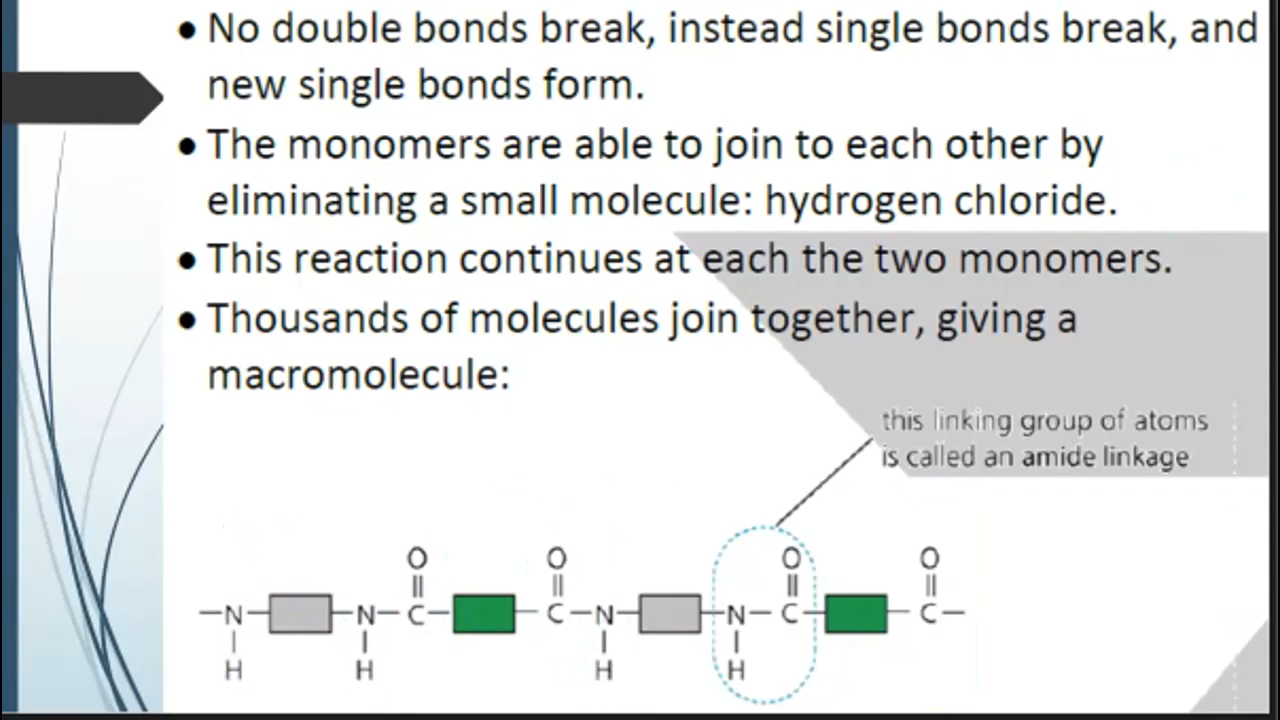 • No double bonds break, instead single bonds break, and
new single bonds form.
• The monomers are able to join to each other by
eliminating a small molecule: hydrogen chloride.
• This reaction continues at each the two monomers.
• Thousands of molecules join together, giving a
macromolecule:
this linking group of atoms
is called an amide linkage
O O O O
N N C C N N C C
H H H H